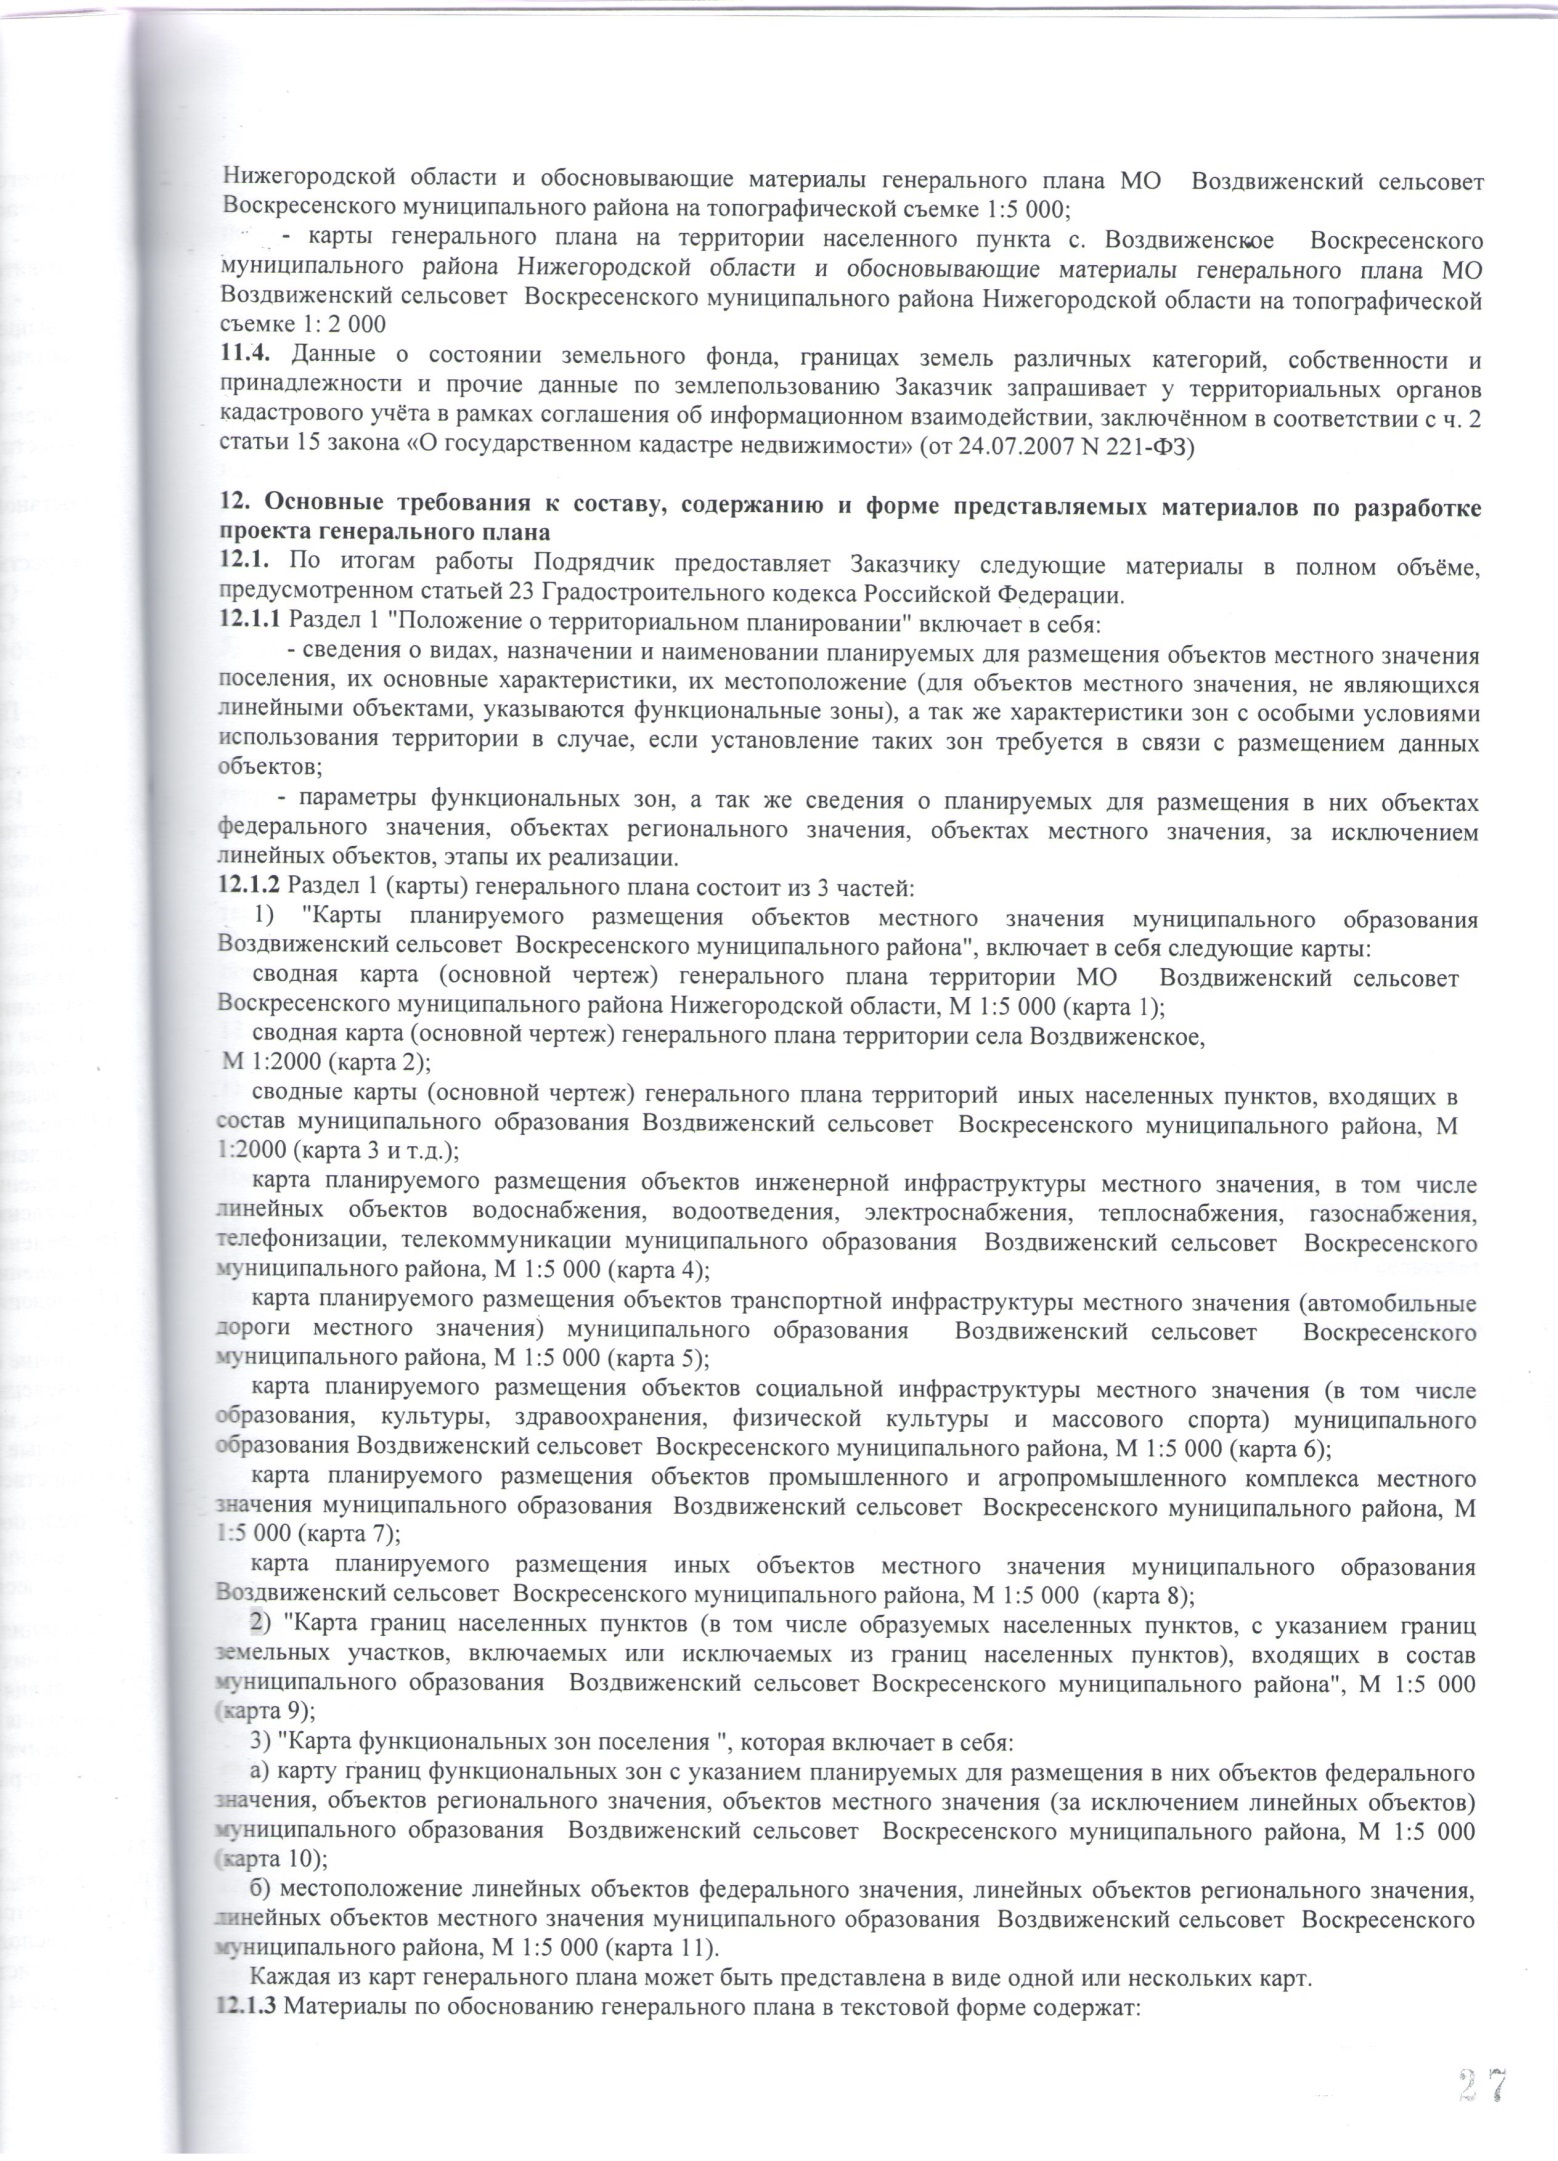 Нижегородской области и обосновывающие материалы генерального плана МО Воздвиженский сельсовет
Воскресенского муниципального района на топографической съемке 1:5 000;
- карты генерального плана на территории населенного пункта с. Воздвиженское Воскресенского
муниципального района Нижегородской области и обосновывающие материалы генерального плана МО
Воздвиженский сельсовет Воскресенского муниципального района Нижегородской области на топографической
съемке 1: 2 000
11.4. Данные о состоянии земельного фонда, границах земель различных категорий, собственности и
принадлежности и прочие данные по землепользованию Заказчик запрашивает у территориальных органов
кадастрового учёта в рамках соглашения об информационном взаимодействии, заключённом в соответствии с ч. 2
статьи 15 закона «О государственном кадастре недвижимости» (от 24.07.2007 N 221-ФЗ)
12. Основные требования к составу, содержанию и форме представляемых материалов по разработке
проекта генерального плана
12.1. По итогам работы Подрядчик предоставляет Заказчику следующие материалы в полном объёме,
предусмотренном статьей 23 Градостроительного кодекса Российской Федерации.
12.1.1 Раздел 1 "Положение о территориальном планировании" включает в себя:
- сведения о видах, назначении и наименовании планируемых для размещения объектов местного значения
поселения, их основные характеристики, их местоположение (для объектов местного значения, не являющихся
линейными объектами, указываются функциональные зоны), а так же характеристики зон с особыми условиями
использования территории в случае, если установление таких зон требуется в связи с размещением данных
объектов;
- параметры функциональных зон, а так же сведения о планируемых для размещения в них объектах
федерального значения, объектах регионального значения, объектах местного значения, за исключением
линейных объектов, этапы их реализации.
12.1.2 Раздел 1 (карты) генерального плана состоит из 3 частей:
1) "Карты планируемого размещения объектов местного значения муниципального образования
Воздвиженский сельсовет Воскресенского муниципального района", включает в себя следующие карты:
сводная карта (основной чертеж) генерального плана территории МО Воздвиженский сельсовет
Воскресенского муниципального района Нижегородской области, М 1:5 000 (карта 1);
сводная карта (основной чертеж) генерального плана территории села Воздвиженское,
М 1:2000 (карта 2);
сводные карты (основной чертеж) генерального плана территорий иных населенных пунктов, входящих в
состав муниципального образования Воздвиженский сельсовет Воскресенского муниципального района, М
1:2000 (карта 3 и т.д.);
карта планируемого размещения объектов инженерной инфраструктуры местного значения, в том числе
линейных объектов водоснабжения, водоотведения, электроснабжения, теплоснабжения, газоснабжения,
телефонизации, телекоммуникации муниципального образования Воздвиженский сельсовет Воскресенского
муниципального района, М 1:5 000 (карта 4);
карта планируемого размещения объектов транспортной инфраструктуры местного значения (автомобильные
дороги местного значения) муниципального образования Воздвиженский сельсовет Воскресенского
муниципального района, М 1:5 000 (карта 5);
карта планируемого размещения объектов социальной инфраструктуры местного значения (в том числе
образования, культуры, здравоохранения, физической культуры и массового спорта) муниципального
образования Воздвиженский сельсовет Воскресенского муниципального района, М 1:5 000 (карта 6);
карта планируемого размещения объектов промышленного и агропромышленного комплекса местного
значения муниципального образования Воздвиженский сельсовет Воскресенского муниципального района, М
1:5 000 (карта 7);
карта планируемого размещения иных объектов местного значения муниципального образования
Воздвиженский сельсовет Воскресенского муниципального района, М 1:5 000 (карта 8);
2) "Карта границ населенных пунктов (в том числе образуемых населенных пунктов, с указанием границ
земельных участков, включаемых или исключаемых из границ населенных пунктов), входящих в состав
муниципального образования Воздвиженский сельсовет Воскресенского муниципального района", М 1:5 000
(карта 9);
3) "Карта функциональных зон поселения ", которая включает в себя:
а) карту границ функциональных зон с указанием планируемых для размещения в них объектов федерального
значения, объектов регионального значения, объектов местного значения (за исключением линейных объектов)
муниципального образования Воздвиженский сельсовет Воскресенского муниципального района, М 1:5 000
(карта 10);
б) местоположение линейных объектов федерального значения, линейных объектов регионального значения,
линейных объектов местного значения муниципального образования Воздвиженский сельсовет Воскресенского
муниципального района, М 1:5 000 (карта 11).
Каждая из карт генерального плана может быть представлена в виде одной или нескольких карт.
12.1.3 Материалы по обоснованию генерального плана в текстовой форме содержат:
27